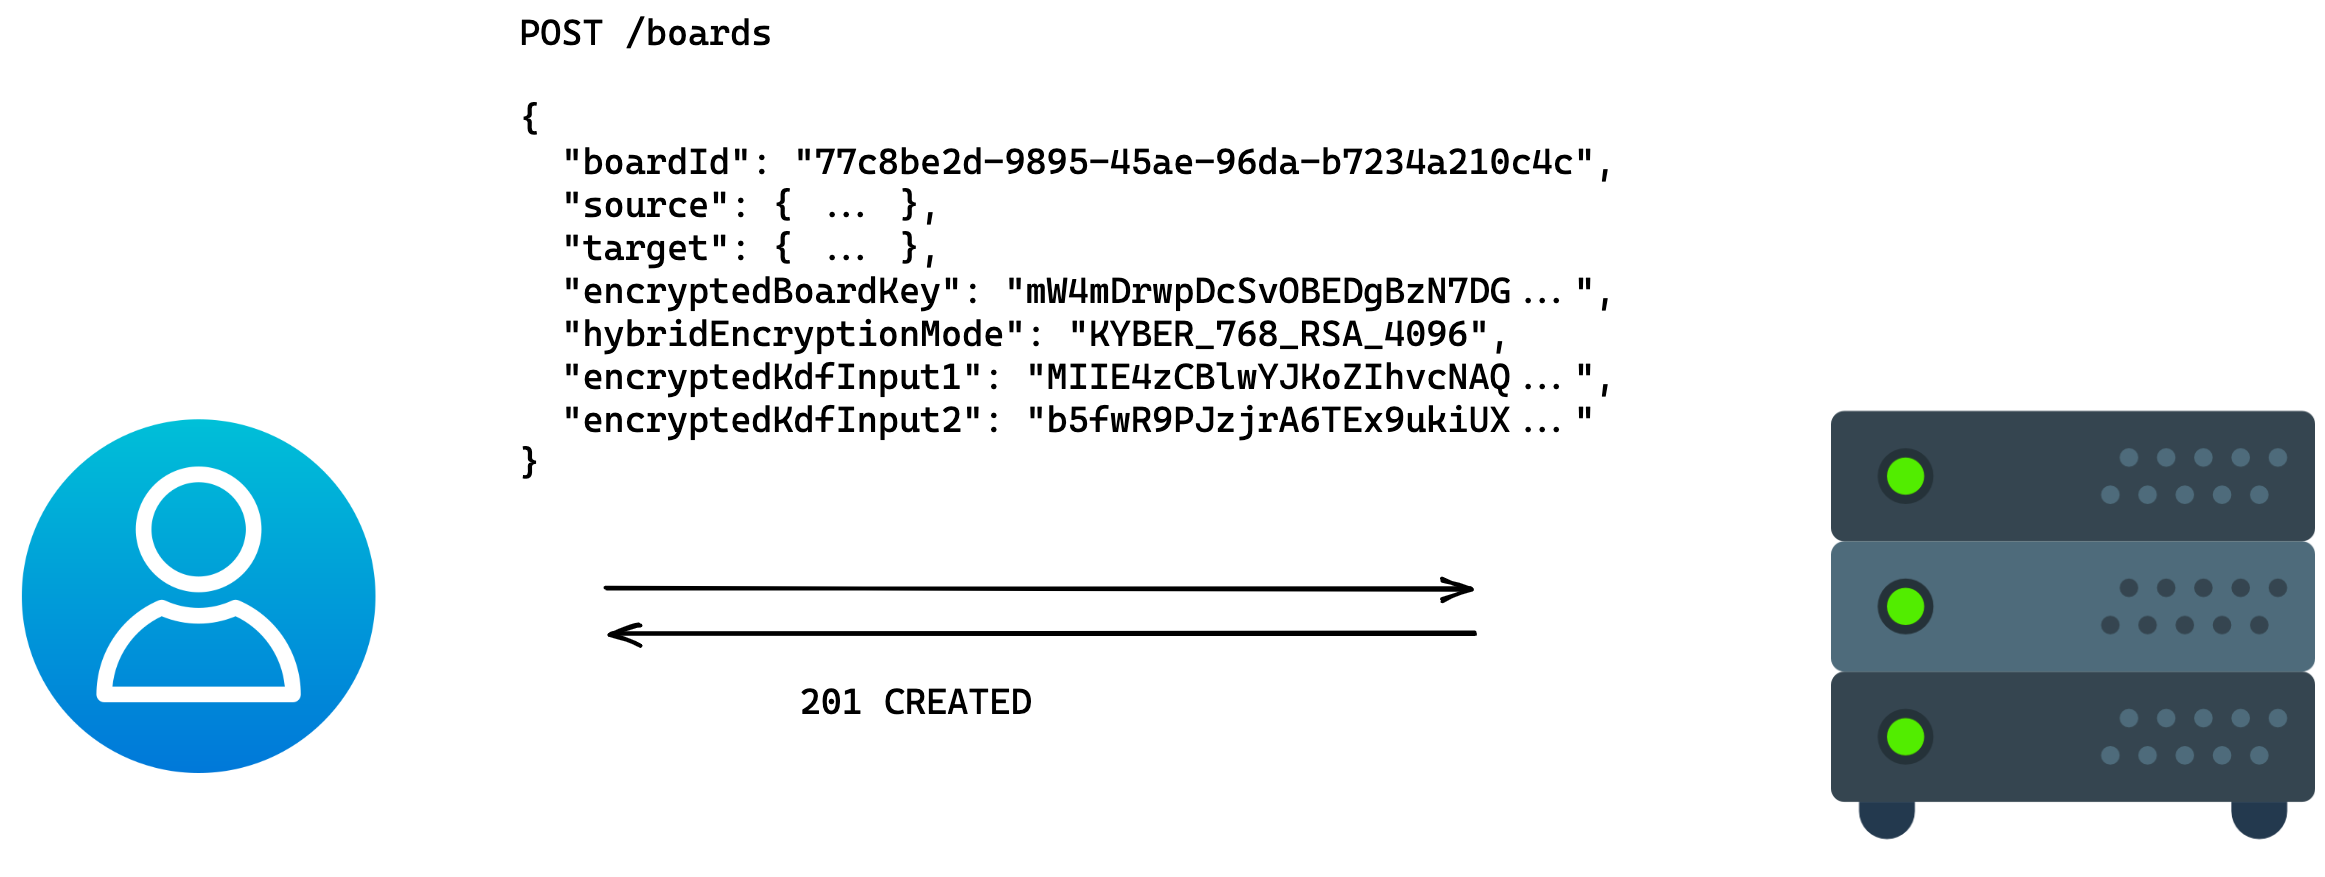 POST /boards
{
"boardId": "77c8be2d-9895-45ae-96da-b7234a210c4c",
"source": { ... },
"target": { ... },
"encryptedBoardKey": "mW4mDrwpDcSvOBEDgBzN7DG...",
"hybridEncryptionMode": "KYBER_768_RSA_4096",
"encryptedKdfInput1": "MIIE4zCBlwYJKoZIhvcNAQ...",
"encryptedKdfInput2": "b5fwR9PJzjrA6TEx9ukiUX..."
}
201 CREATED